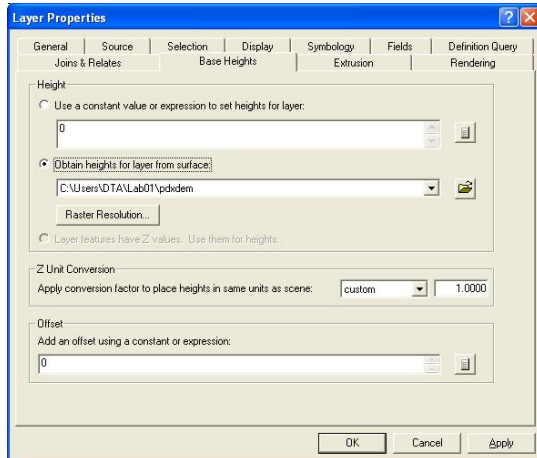 Layer Properties
General Source Selection Display Symbology Fields Definition Query
Joins & Relates Base Heights Extrusion Rendering
Height
Use a constant value or expression to set heights for layer:
0
Obtain heights for layer from surface:
C:\Users\DTA\Lab01\pdxdem
Raster Resolution...
Layer features have Z values. Use them for heights.
Z Unit Conversion
Apply conversion factor to place heights in same units as scene: custom 1.0000
Offset
Add an offset using a constant or expression:
0
OK Cancel Apply